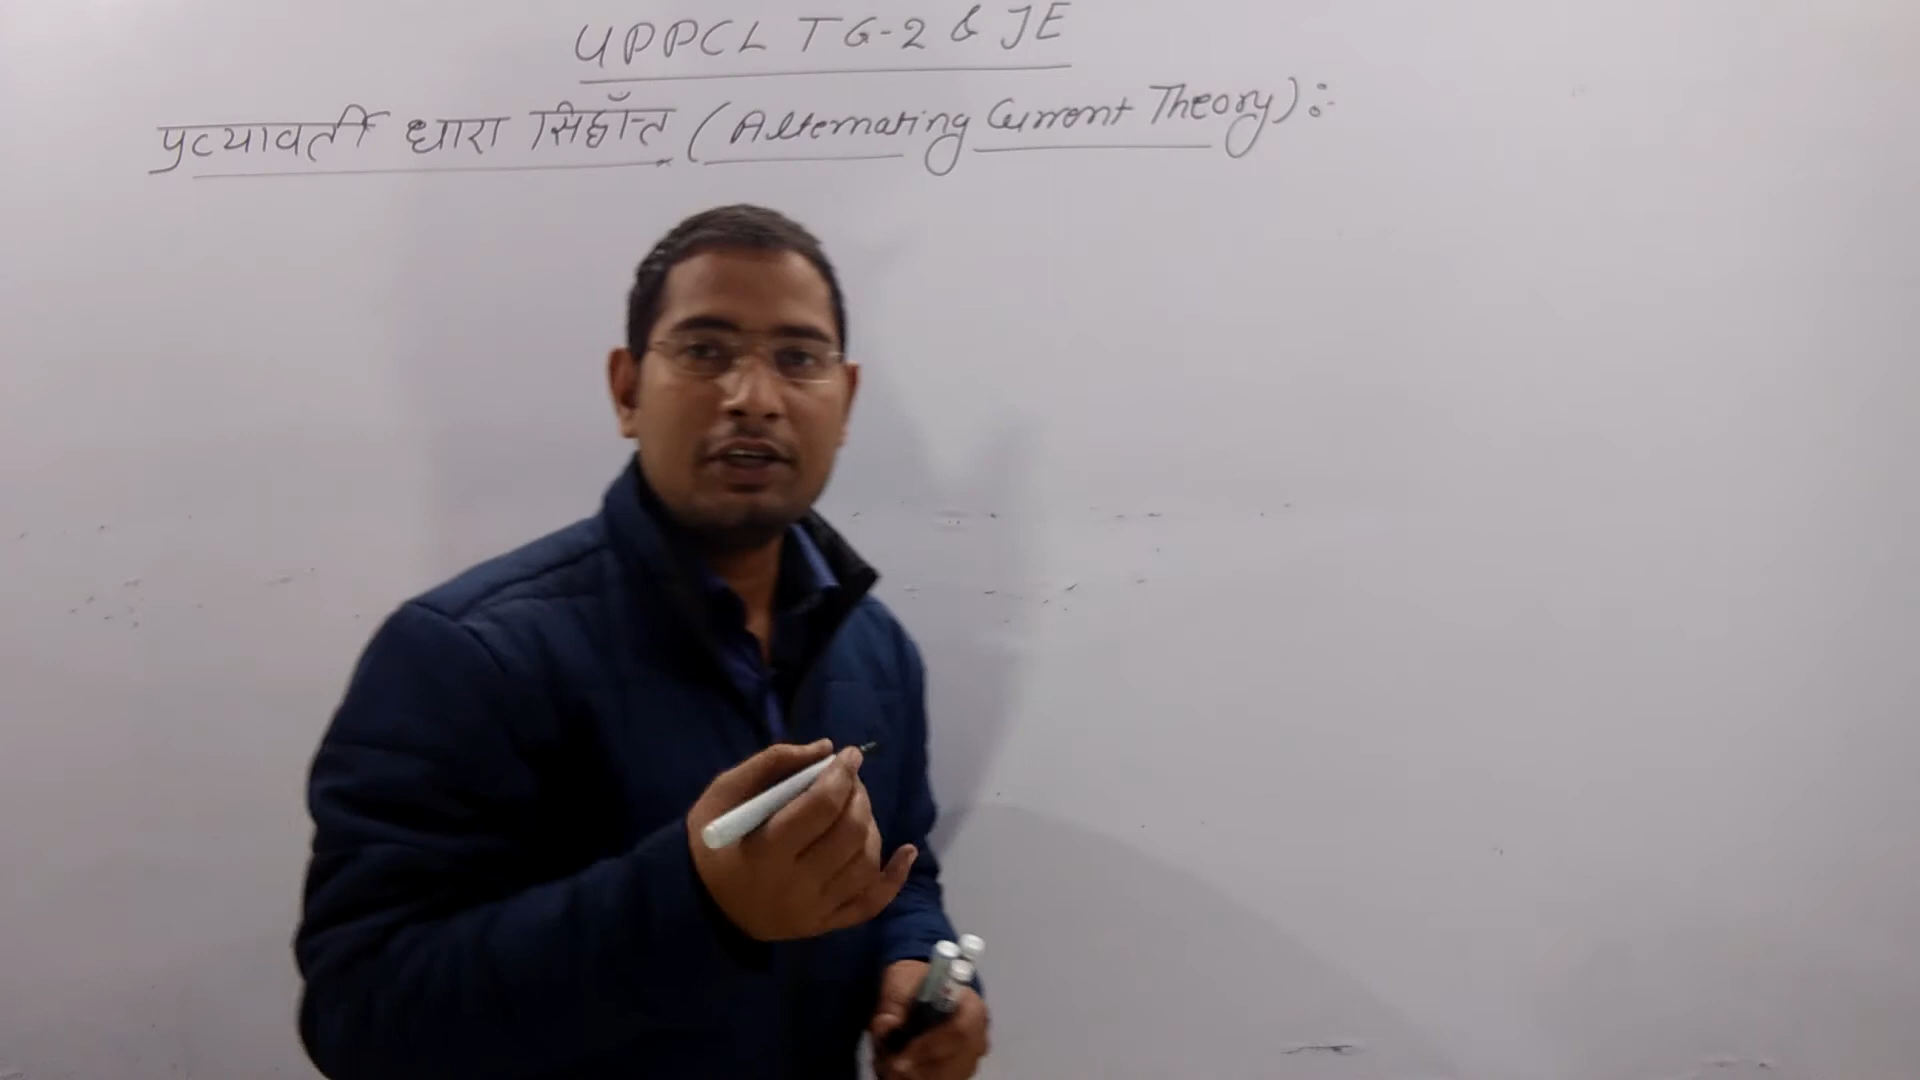 UPPCL TG-2 & JE
प्रत्यावर्ती धारा सिद्धाँन्त (Alternating Current Theory):-